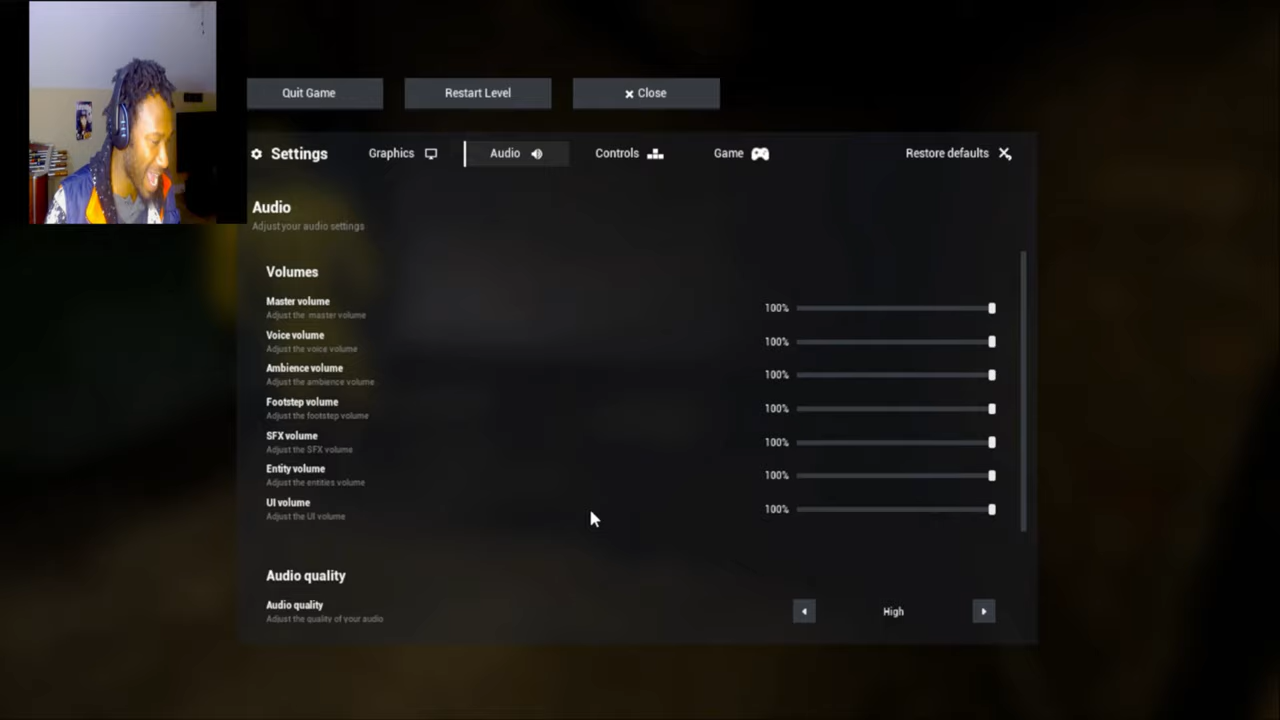 Quit Game
Restart Level
Close
Settings
Graphics
Audio
Controls
Game
Restore defaults
Audio
Adjust your audio settings
Volumes
Master volume
Adjust the master volume
100%
Voice volume
Adjust the voice volume
100%
Ambience volume
Adjust the ambience volume
100%
Footstep volume
Adjust the footstep volume
100%
SFX volume
Adjust the SFX volume
100%
Entity volume
Adjust the entities volume
100%
UI volume
Adjust the UI volume
100%
Audio quality
Audio quality
Adjust the quality of your audio
High